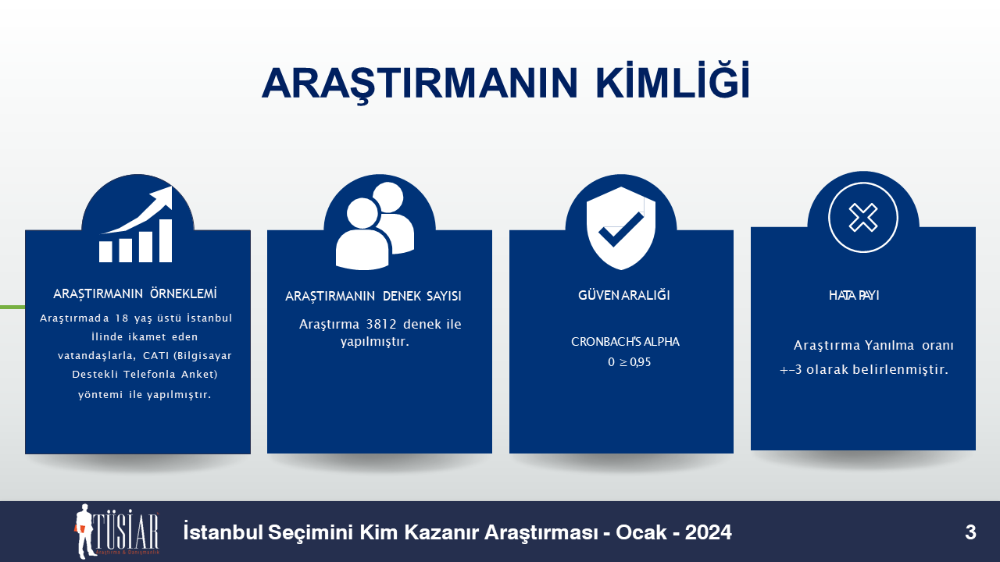 ARAŞTIRMANIN KİMLİĞİ
ARAŞTIRMANIN ÖRNEKLEMİ
Araştırmada 18 yaş üstü İstanbul
İlinde ikamet eden
vatandaşlarla, CATI (Bilgisayar
Destekli Telefonla Anket)
yöntemi ile yapılmıştır.
ARAŞTIRMANIN DENEK SAYISI
Araştırma 3812 denek ile
yapılmıştır.
GÜVEN ARALIĞI
CRONBACH'S ALPHA
0 ≥ 0,95
HATA PAYI
Araştırma Yanılma oranı
+-3 olarak belirlenmiştir.
TÜSİAR
Araştırma & Danışmanlık
İstanbul Seçimini Kim Kazanır Araştırması - Ocak - 2024
3